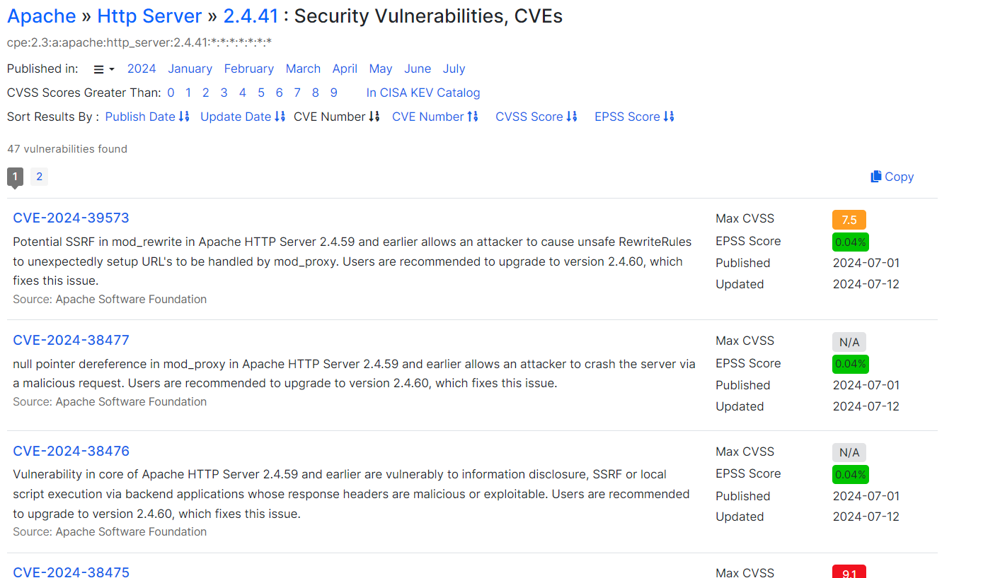 Apache » Http Server » 2.4.41 : Security Vulnerabilities, CVEs
cpe:2.3:a:apache:http_server:2.4.41:*:*:*:*:*:*:*
Published in: 2024 January February March April May June July
CVSS Scores Greater Than: 0 1 2 3 4 5 6 7 8 9 In CISA KEV Catalog
Sort Results By : Publish Date Update Date CVE Number CVE Number CVSS Score EPSS Score
47 vulnerabilities found
1 2 Copy
CVE-2024-39573
Potential SSRF in mod_rewrite in Apache HTTP Server 2.4.59 and earlier allows an attacker to cause unsafe RewriteRules
to unexpectedly setup URL's to be handled by mod_proxy. Users are recommended to upgrade to version 2.4.60, which
fixes this issue.
Source: Apache Software Foundation
Max CVSS 7.5
EPSS Score 0.04%
Published 2024-07-01
Updated 2024-07-12
CVE-2024-38477
null pointer dereference in mod_proxy in Apache HTTP Server 2.4.59 and earlier allows an attacker to crash the server via
a malicious request. Users are recommended to upgrade to version 2.4.60, which fixes this issue.
Source: Apache Software Foundation
Max CVSS N/A
EPSS Score 0.04%
Published 2024-07-01
Updated 2024-07-12
CVE-2024-38476
Vulnerability in core of Apache HTTP Server 2.4.59 and earlier are vulnerably to information disclosure, SSRF or local
script execution via backend applications whose response headers are malicious or exploitable. Users are recommended
to upgrade to version 2.4.60, which fixes this issue.
Source: Apache Software Foundation
Max CVSS N/A
EPSS Score 0.04%
Published 2024-07-01
Updated 2024-07-12
CVE-2024-38475
Max CVSS 9.1